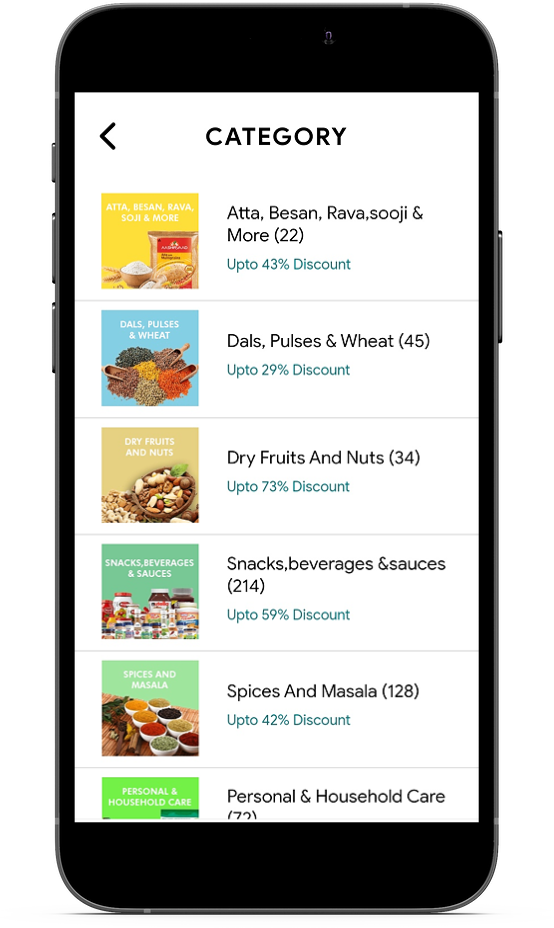 CATEGORY
ATTA, BESAN, RAVA,
SOJI & MORE
Atta, Besan, Rava,sooji &
More (22)
Upto 43% Discount
DALS, PULSES
& WHEAT
Dals, Pulses & Wheat (45)
Upto 29% Discount
DRY FRUITS
AND NUTS
Dry Fruits And Nuts (34)
Upto 73% Discount
SNACKS,BEVERAGES
& SAUCES
Snacks,beverages &sauces
(214)
Upto 59% Discount
SPICES AND
MASALA
Spices And Masala (128)
Upto 42% Discount
PERSONAL &
HOUSEHOLD CARE
Personal & Household Care
(72)